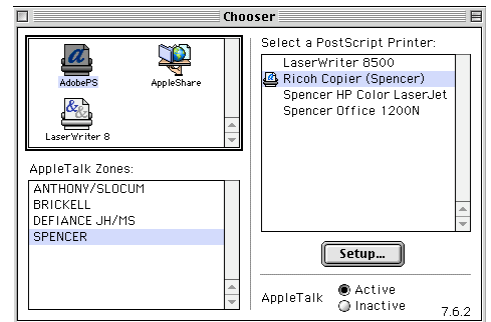 Chooser
AdobePS
AppleShare
LaserWriter 8
AppleTalk Zones:
ANTHONY/SLOCUM
BRICKELL
DEFIANCE JH/MS
SPENCER
Select a PostScript Printer:
LaserWriter 8500
Ricoh Copier (Spencer)
Spencer HP Color LaserJet
Spencer Office 1200N
Setup...
AppleTalk
Active
Inactive
7.6.2